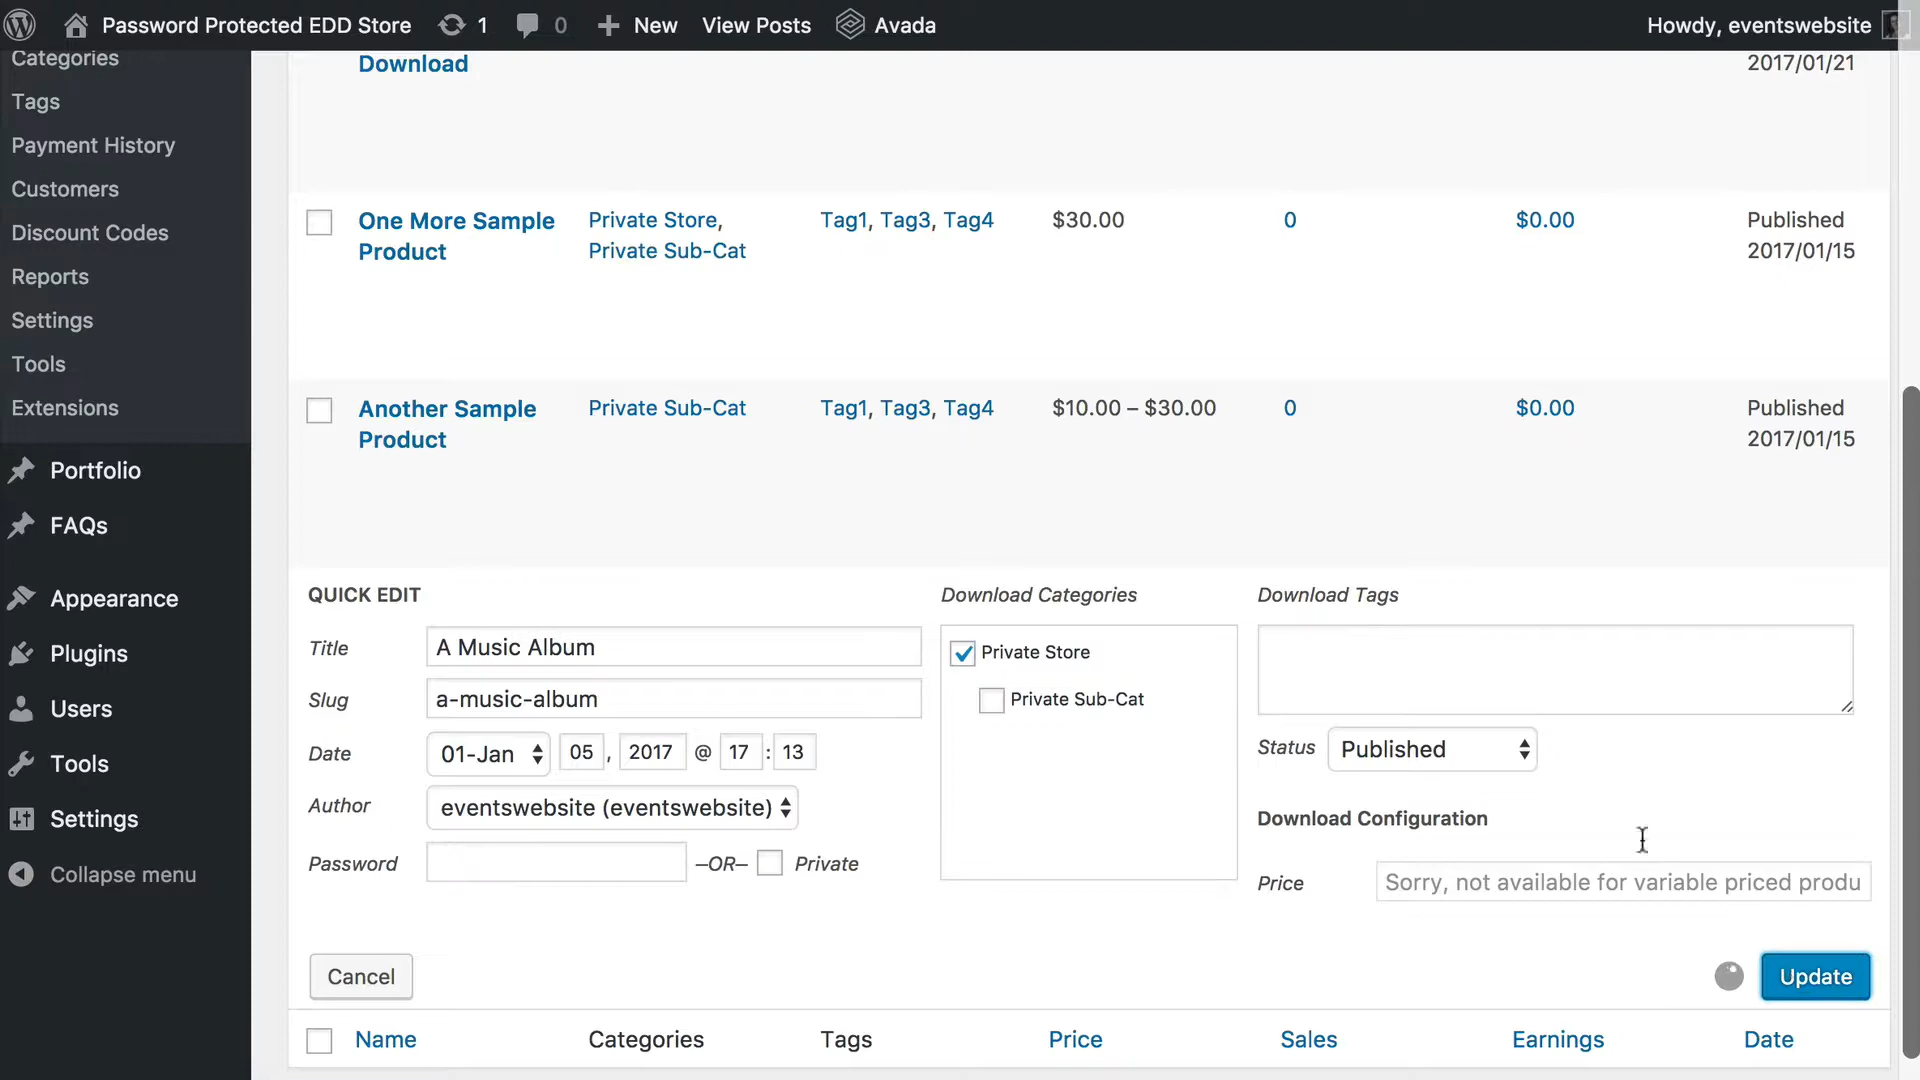 Password Protected EDD Store 1 0 New View Posts Avada Howdy, eventswebsite
Categories
Tags
Payment History
Customers
Discount Codes
Reports
Settings
Tools
Extensions
Portfolio
FAQs
Appearance
Plugins
Users
Tools
Settings
Collapse menu
Download 2017/01/21
One More Sample Private Store, Tag1, Tag3, Tag4 $30.00 0 $0.00 Published
Product Private Sub-Cat 2017/01/15
Another Sample Private Sub-Cat Tag1, Tag3, Tag4 $10.00 – $30.00 0 $0.00 Published
Product 2017/01/15
QUICK EDIT
Title A Music Album
Slug a-music-album
Date 01-Jan 05 , 2017 @ 17 : 13
Author eventswebsite (eventswebsite)
Password –OR– Private
Download Categories
Private Store
Private Sub-Cat
Download Tags
Status Published
Download Configuration
Price Sorry, not available for variable priced produ
Cancel Update
Name Categories Tags Price Sales Earnings Date